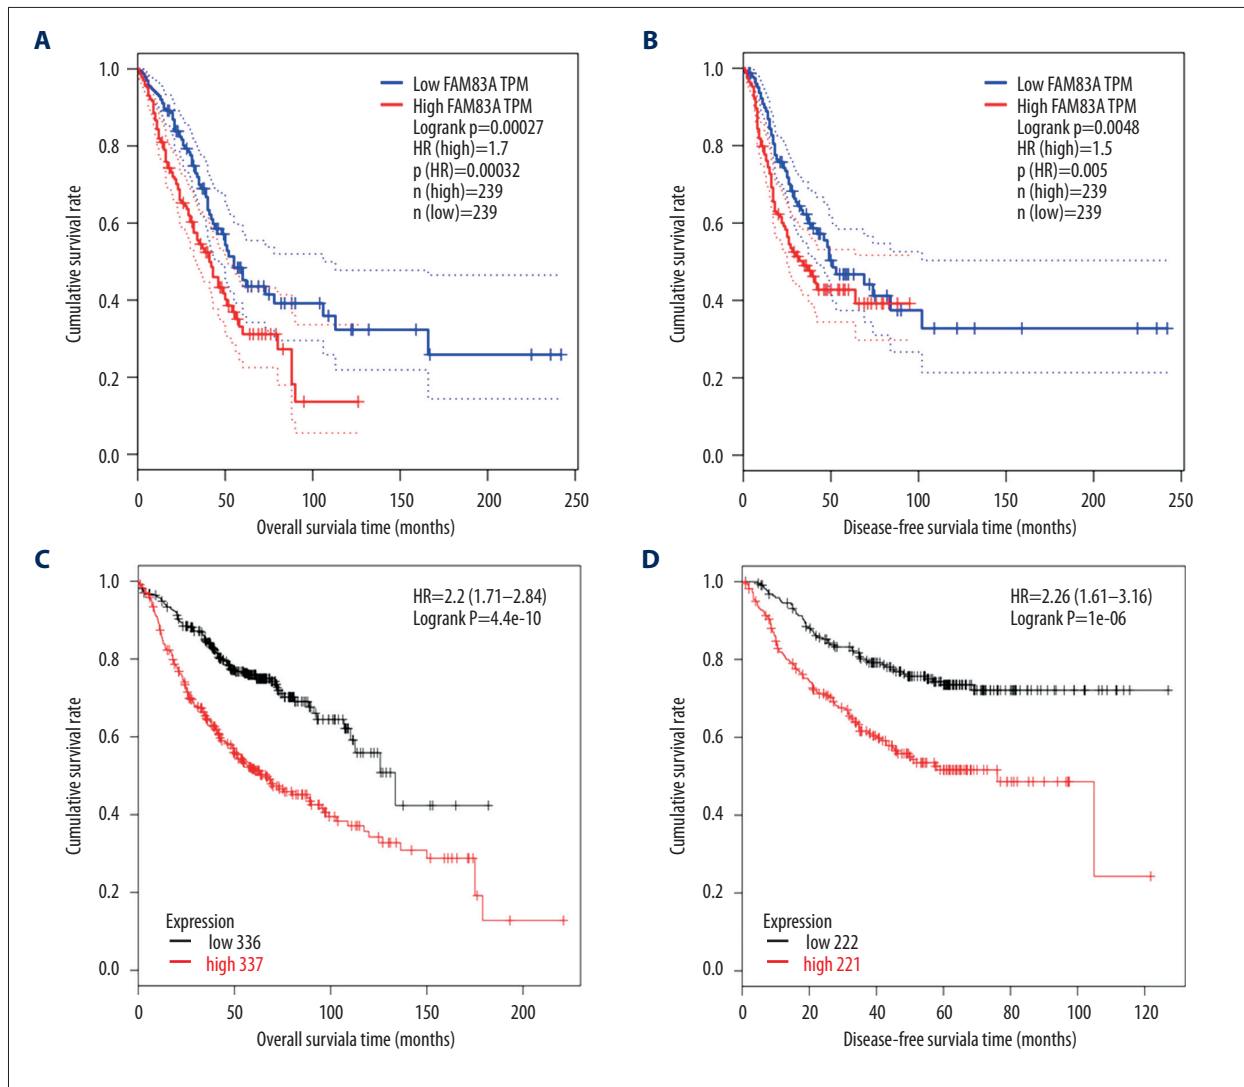 A
1.0
0.8
0.6
0.4
0.2
0.0
Cumulative survival rate
Low FAM83A TPM
High FAM83A TPM
Logrank p=0.00027
HR (high)=1.7
p (HR)=0.00032
n (high)=239
n (low)=239
0 50 100 150 200 250
Overall surviala time (months)
B
1.0
0.8
0.6
0.4
0.2
0.0
Cumulative survival rate
Low FAM83A TPM
High FAM83A TPM
Logrank p=0.0048
HR (high)=1.5
p (HR)=0.005
n (high)=239
n (low)=239
0 50 100 150 200 250
Disease-free surviala time (months)
C
1.0
0.8
0.6
0.4
0.2
0.0
Cumulative survival rate
HR=2.2 (1.71–2.84)
Logrank P=4.4e-10
Expression
low 336
high 337
0 50 100 150 200
Overall surviala time (months)
D
1.0
0.8
0.6
0.4
0.2
0.0
Cumulative survival rate
HR=2.26 (1.61–3.16)
Logrank P=1e-06
Expression
low 222
high 221
0 20 40 60 80 100 120
Disease-free surviala time (months)